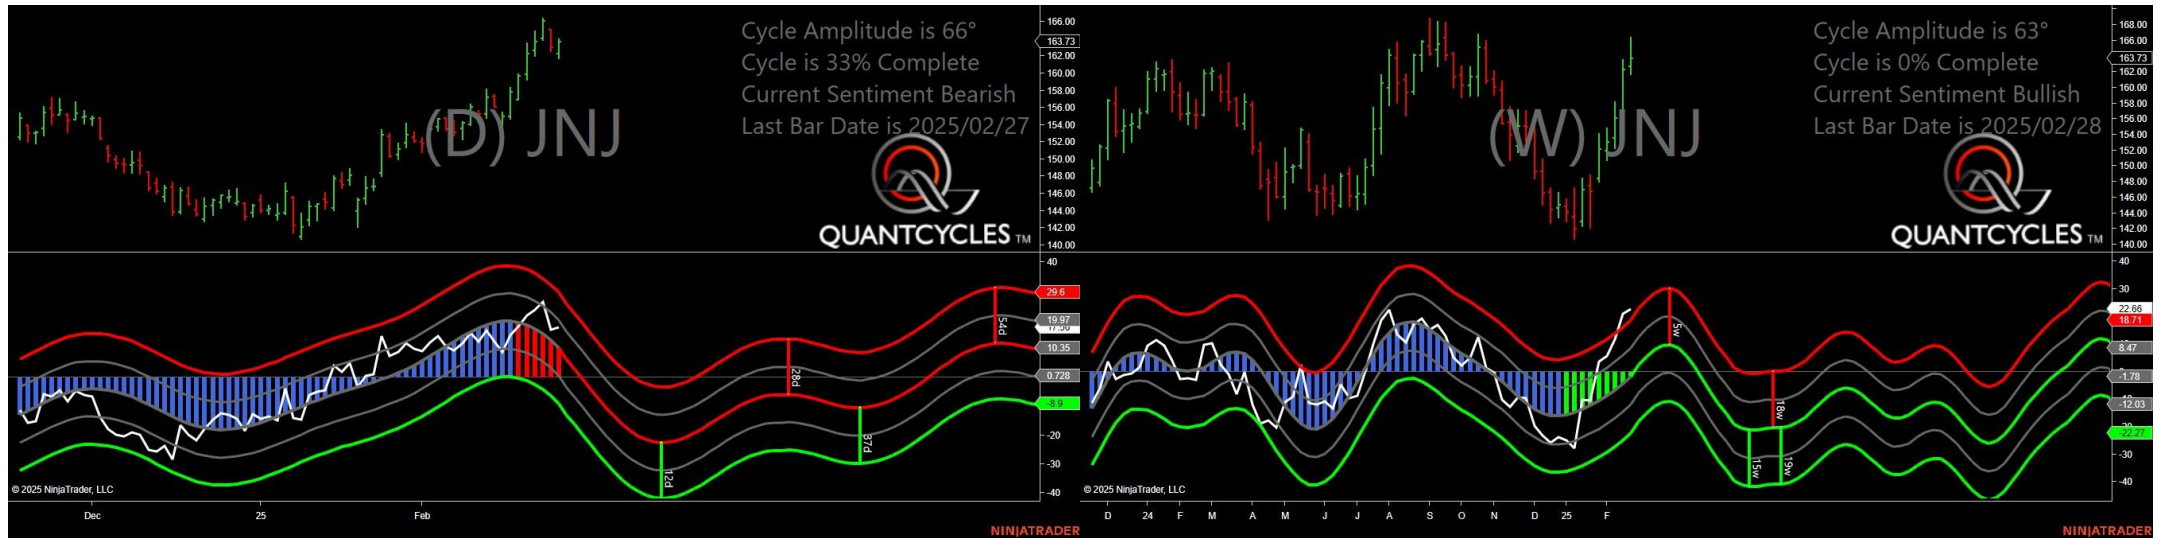 Cycle Amplitude is 66°
Cycle is 33% Complete
Current Sentiment Bearish
Last Bar Date is 2025/02/27
(D) JNJ
QUANTCYCLES TM
166.00
163.73
162.00
160.00
158.00
156.00
154.00
152.00
150.00
148.00
146.00
144.00
142.00
140.00
40
29.6
19.97
10.35
0.728
-8.9
-20
-30
-40
12d
28d
37d
54d
© 2025 NinjaTrader, LLC
Dec
25
Feb
NINJATRADER
Cycle Amplitude is 63°
Cycle is 0% Complete
Current Sentiment Bullish
Last Bar Date is 2025/02/28
(W) JNJ
QUANTCYCLES TM
168.00
166.00
163.73
162.00
160.00
158.00
156.00
154.00
152.00
150.00
148.00
146.00
144.00
142.00
140.00
40
30
22.66
18.71
8.47
-1.78
-12.03
-22.27
-30
-40
5w
15w
18w
19w
© 2025 NinjaTrader, LLC
D
24
F
M
A
M
J
J
A
S
O
N
D
25
F
NINJATRADER